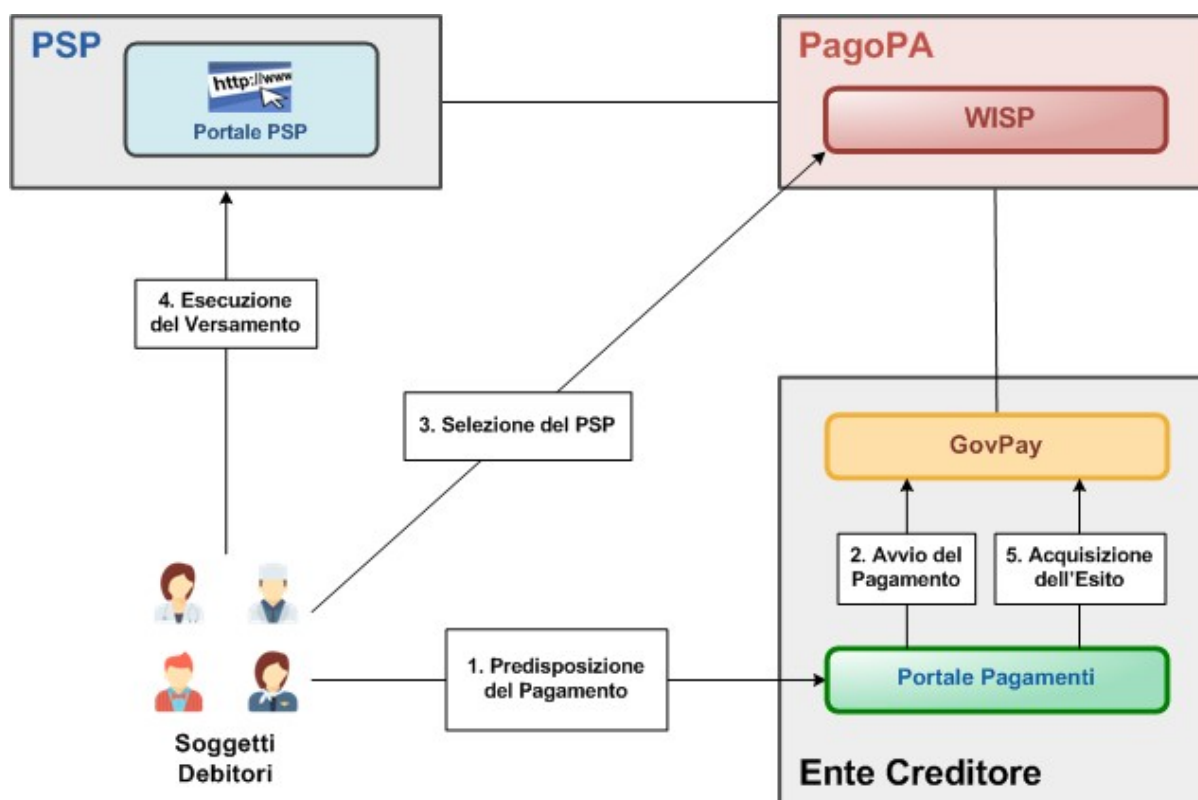 PSP
http://www
Portale PSP
PagoPA
WISP
4. Esecuzione
del Versamento
3. Selezione del PSP
GovPay
2. Avvio del
Pagamento
5. Acquisizione
dell'Esito
1. Predisposizione
del Pagamento
Portale Pagamenti
Soggetti
Debitori
Ente Creditore